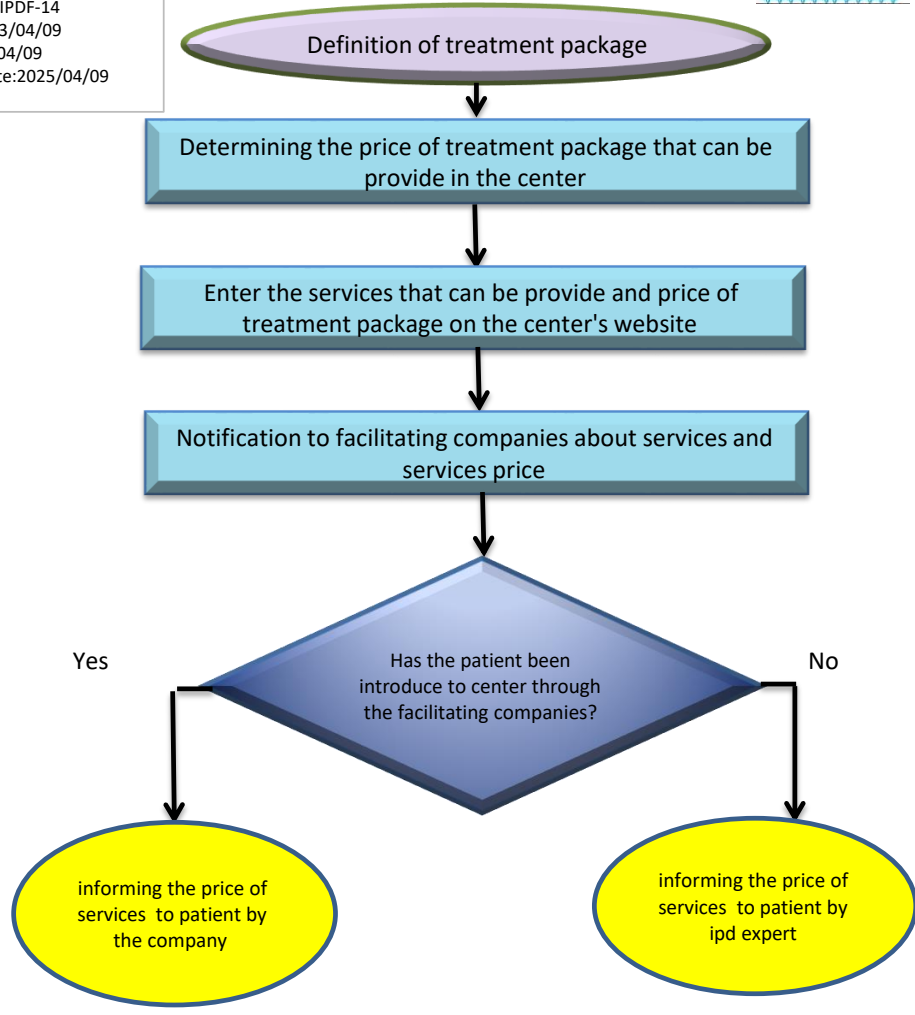 IPDF-14
3/04/09
04/09
te:2025/04/09
Definition of treatment package
Determining the price of treatment package that can be
provide in the center
Enter the services that can be provide and price of
treatment package on the center's website
Notification to facilitating companies about services and
services price
Has the patient been
introduce to center through
the facilitating companies?
Yes
No
informing the price of
services to patient by
the company
informing the price of
services to patient by
ipd expert